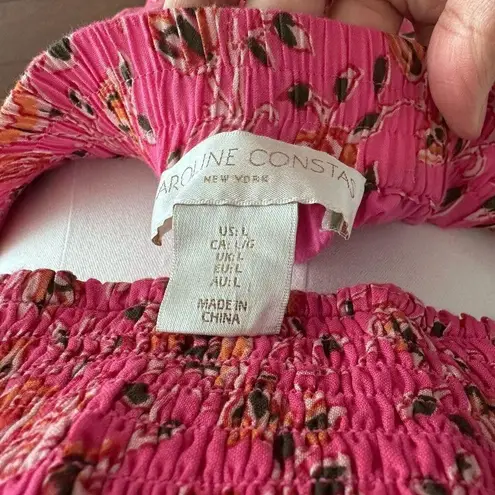 AROLINE CONSTAS
NEW YORK
L
US: L
CA: L/G
UK: L
EU: L
AU: L
MADE IN
CHINA